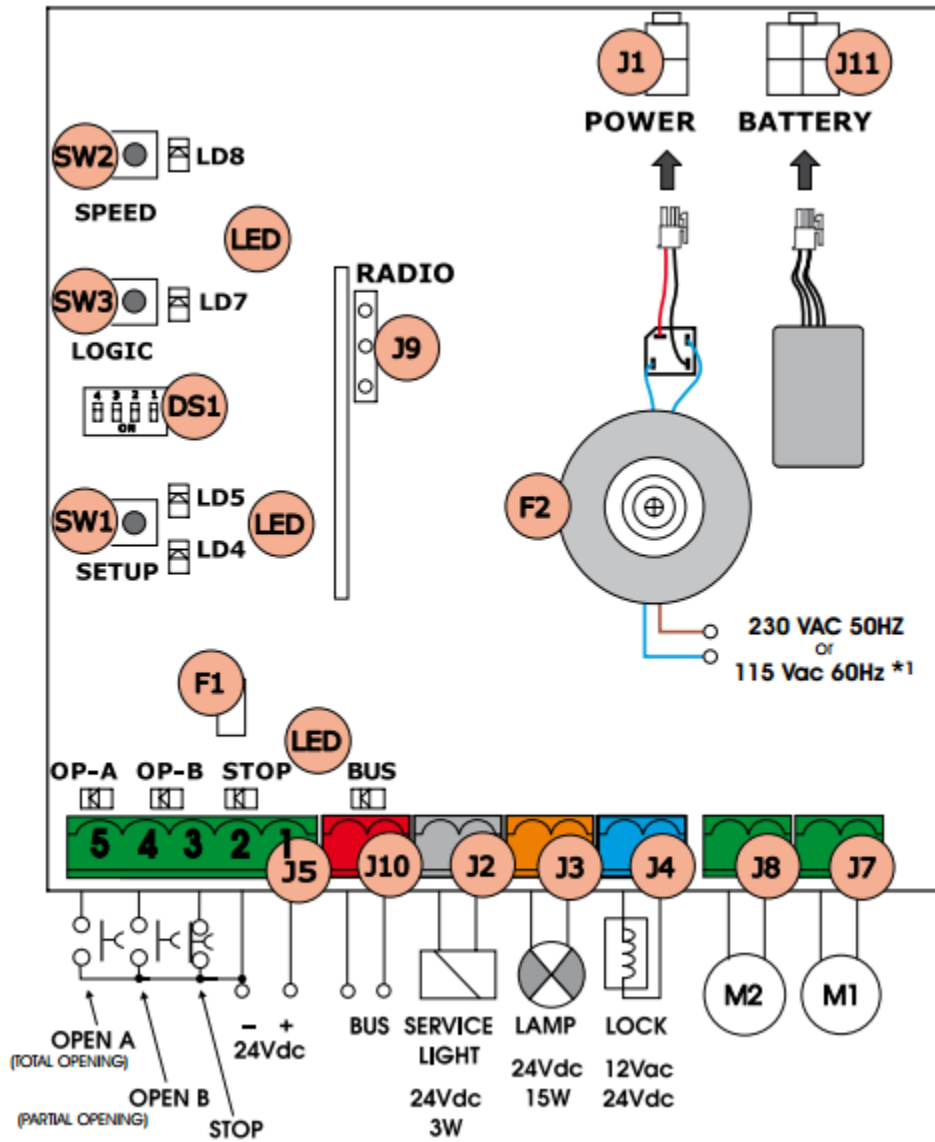 J1
J11
POWER
BATTERY
SW2
LD8
SPEED
LED
RADIO
SW3
LD7
LOGIC
J9
4 3 2 1
ON
DS1
SW1
LD5
LED
LD4
SETUP
F2
230 VAC 50HZ
or
115 Vac 60Hz *1
F1
LED
OP-A
OP-B
STOP
BUS
5 4 3 2 1
J5
J10
J2
J3
J4
J8
J7
M2
M1
- +
24Vdc
BUS
SERVICE
LIGHT
24Vdc
3W
LAMP
24Vdc
15W
LOCK
12Vac
24Vdc
OPEN A
(TOTAL OPENING)
OPEN B
(PARTIAL OPENING)
STOP